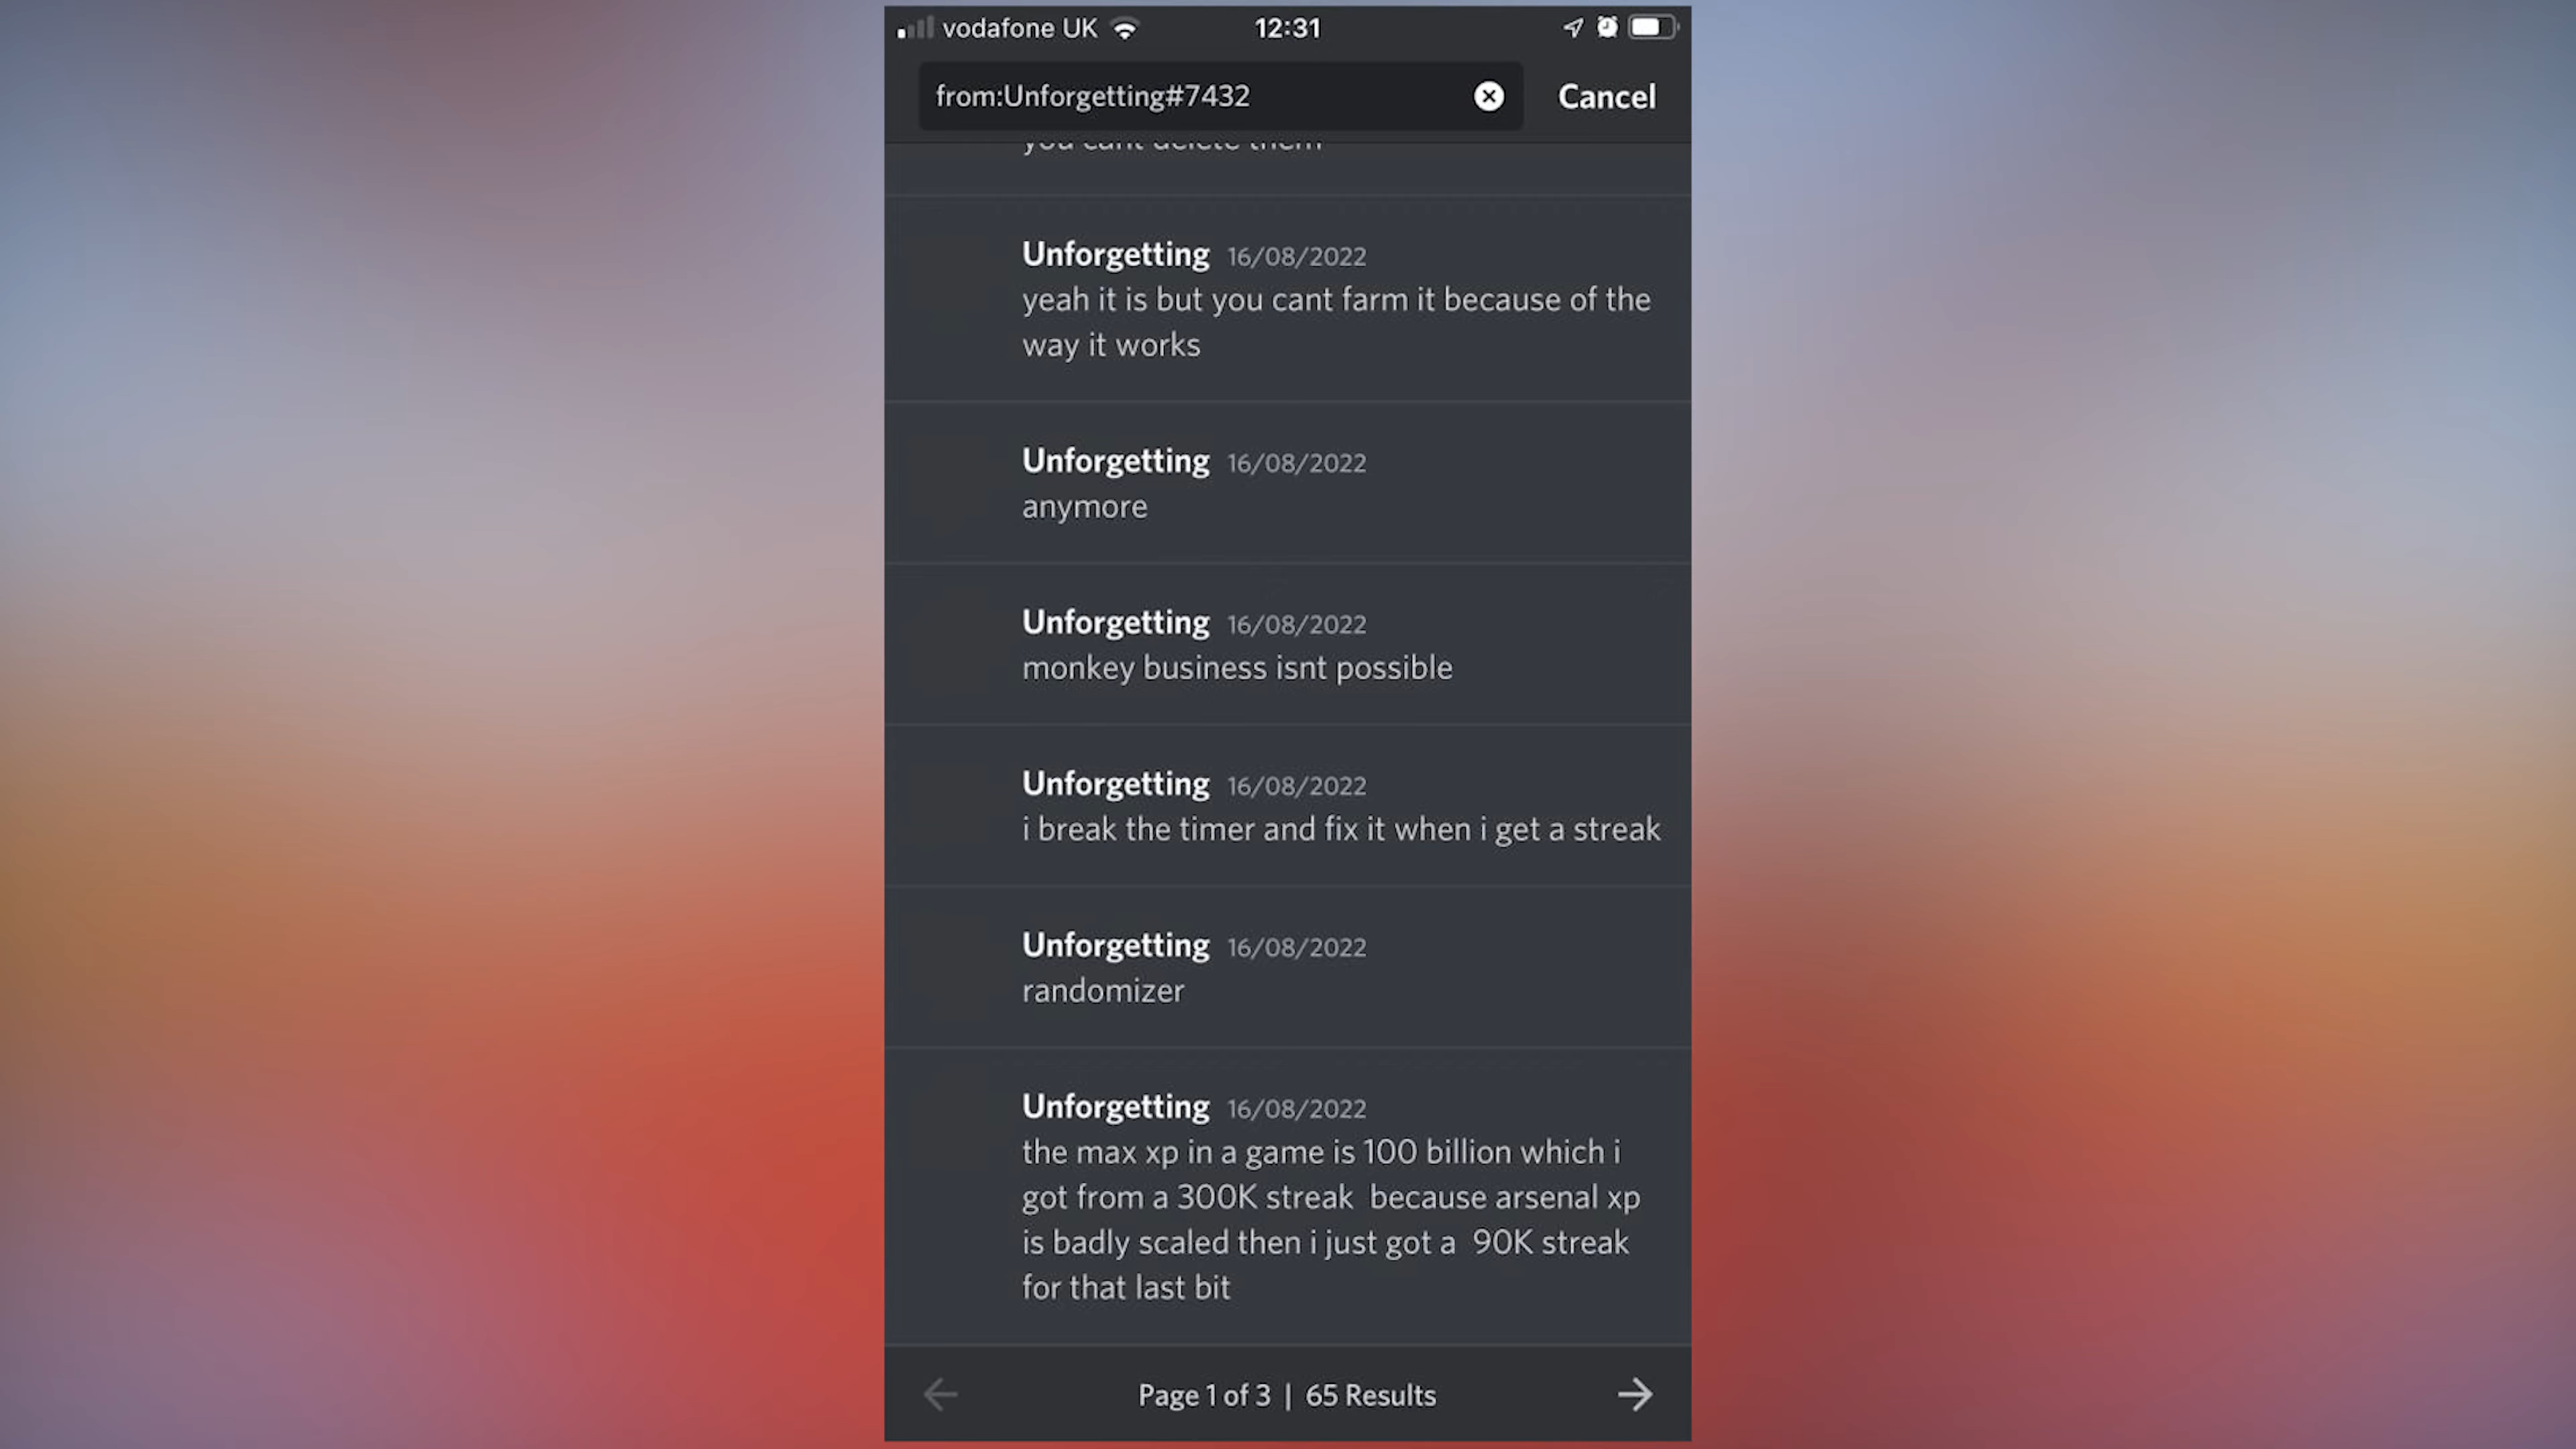 vodafone UK 12:31
from:Unforgetting#7432 Cancel
you cant delete them
Unforgetting 16/08/2022
yeah it is but you cant farm it because of the
way it works
Unforgetting 16/08/2022
anymore
Unforgetting 16/08/2022
monkey business isnt possible
Unforgetting 16/08/2022
i break the timer and fix it when i get a streak
Unforgetting 16/08/2022
randomizer
Unforgetting 16/08/2022
the max xp in a game is 100 billion which i
got from a 300K streak  because arsenal xp
is badly scaled then i just got a  90K streak
for that last bit
Page 1 of 3 | 65 Results